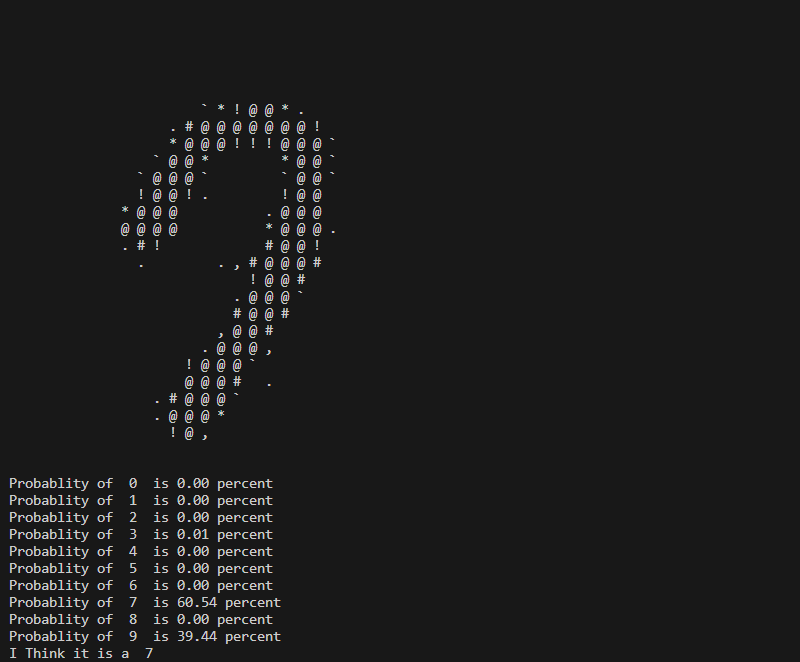 ` * ! @ @ * .
. # @ @ @ @ @ @ @ !
* @ @ @ ! ! ! @ @ @ `
` @ @ * * @ @ `
` @ @ @ ` ` @ @ `
! @ @ ! . ! @ @
* @ @ @ . @ @ @
@ @ @ @ * @ @ @ .
. # ! # @ @ !
. . , # @ @ @ #
! @ @ #
. @ @ @ `
# @ @ #
, @ @ #
. @ @ @ ,
! @ @ @ `
@ @ @ # .
. # @ @ @ `
. @ @ @ *
! @ ,
Probablity of  0  is 0.00 percent
Probablity of  1  is 0.00 percent
Probablity of  2  is 0.00 percent
Probablity of  3  is 0.01 percent
Probablity of  4  is 0.00 percent
Probablity of  5  is 0.00 percent
Probablity of  6  is 0.00 percent
Probablity of  7  is 60.54 percent
Probablity of  8  is 0.00 percent
Probablity of  9  is 39.44 percent
I Think it is a  7